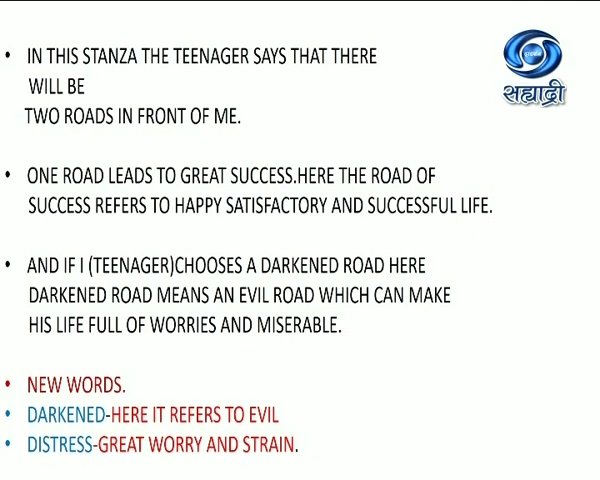 • IN THIS STANZA THE TEENAGER SAYS THAT THERE
WILL BE
TWO ROADS IN FRONT OF ME.
• ONE ROAD LEADS TO GREAT SUCCESS.HERE THE ROAD OF
SUCCESS REFERS TO HAPPY SATISFACTORY AND SUCCESSFUL LIFE.
• AND IF I (TEENAGER)CHOOSES A DARKENED ROAD HERE
DARKENED ROAD MEANS AN EVIL ROAD WHICH CAN MAKE
HIS LIFE FULL OF WORRIES AND MISERABLE.
• NEW WORDS.
• DARKENED-HERE IT REFERS TO EVIL
• DISTRESS-GREAT WORRY AND STRAIN.
सह्याद्री